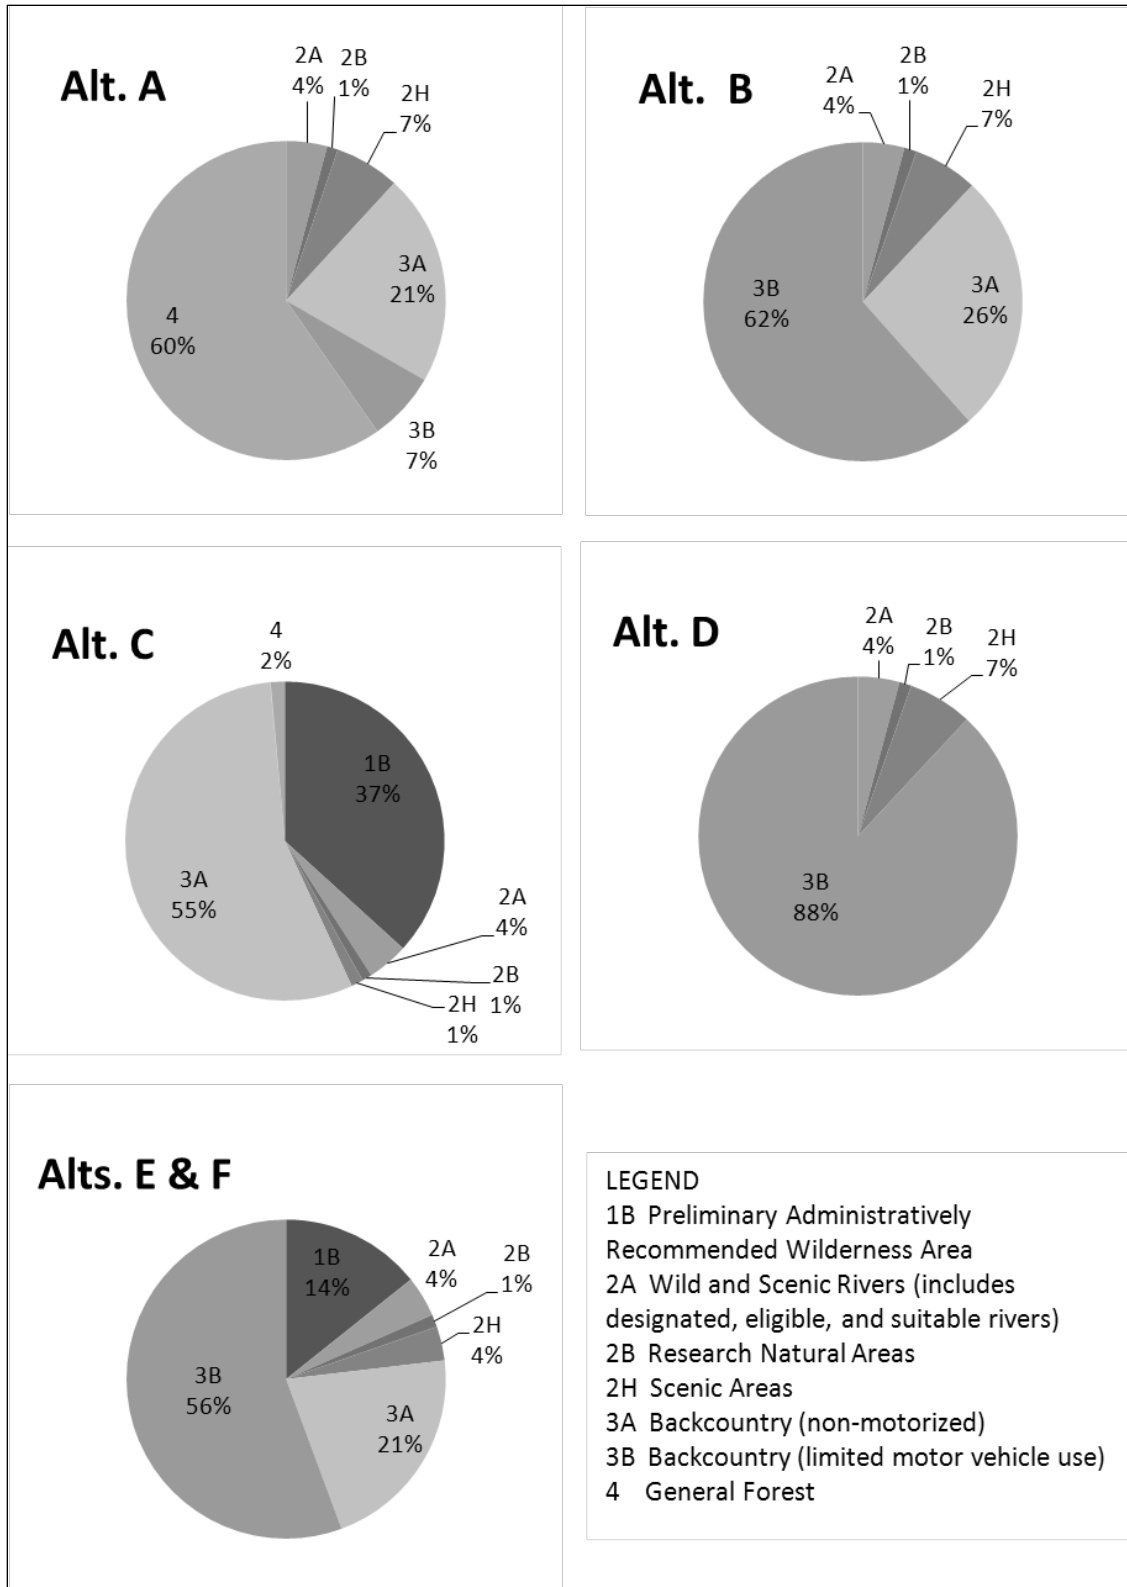 Alt. A
2A
4%
2B
1%
2H
7%
3A
21%
3B
7%
4
60%
Alt. B
2A
4%
2B
1%
2H
7%
3A
26%
3B
62%
Alt. C
4
2%
1B
37%
2A
4%
2B
1%
2H
1%
3A
55%
Alt. D
2A
4%
2B
1%
2H
7%
3B
88%
Alts. E & F
1B
14%
2A
4%
2B
1%
2H
4%
3A
21%
3B
56%
LEGEND
1B Preliminary Administratively
Recommended Wilderness Area
2A Wild and Scenic Rivers (includes
designated, eligible, and suitable rivers)
2B Research Natural Areas
2H Scenic Areas
3A Backcountry (non-motorized)
3B Backcountry (limited motor vehicle use)
4 General Forest